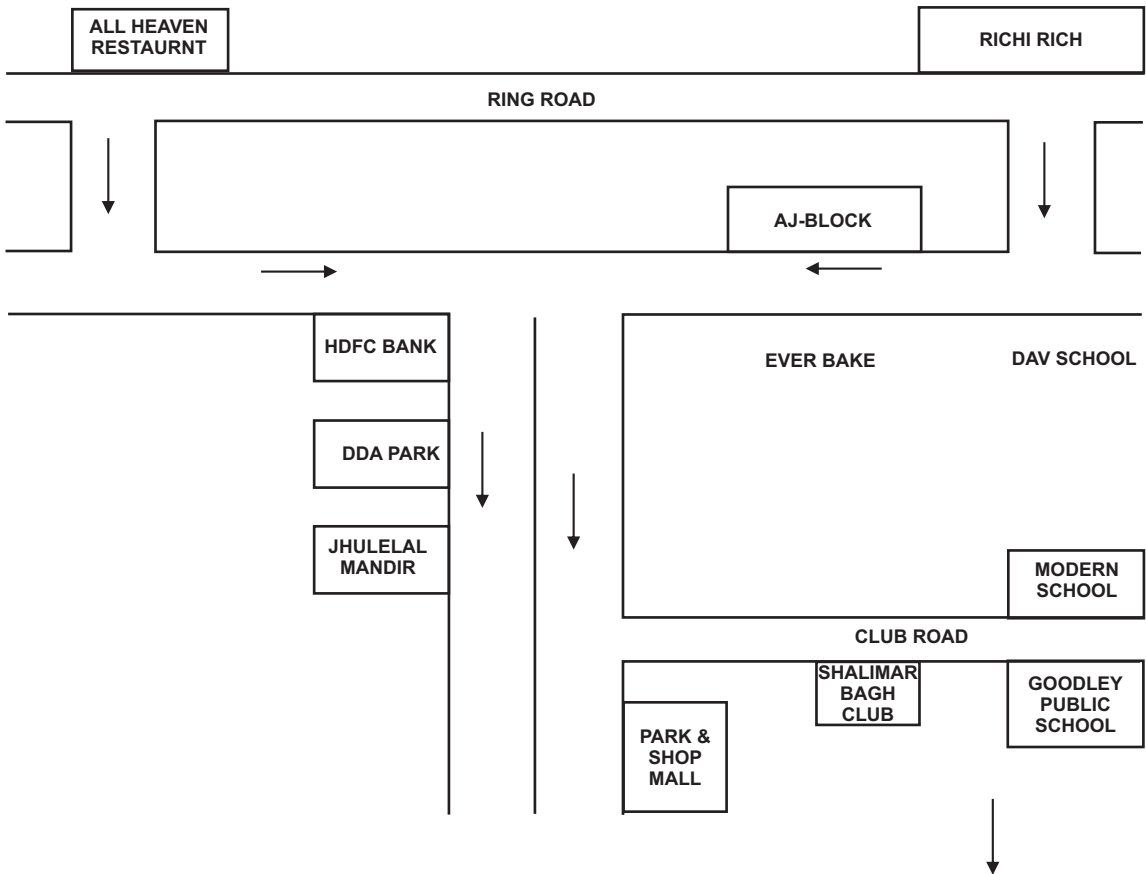 ALL HEAVEN
RESTAURNT
RICHI RICH
RING ROAD
AJ-BLOCK
HDFC BANK
EVER BAKE
DAV SCHOOL
DDA PARK
JHULELAL
MANDIR
MODERN
SCHOOL
CLUB ROAD
SHALIMAR
BAGH
CLUB
GOODLEY
PUBLIC
SCHOOL
PARK &
SHOP
MALL